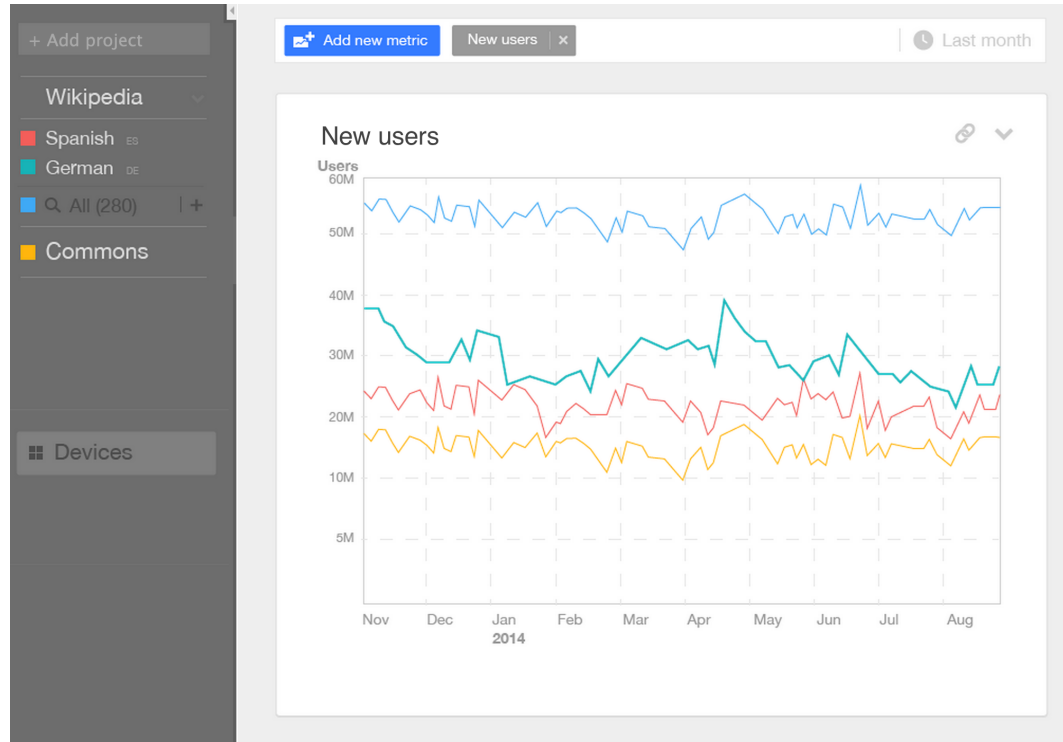 + Add project
Wikipedia
Spanish ES
German DE
All (280) +
Commons
Devices
Add new metric
New users ×
Last month
New users
Users
60M
50M
40M
30M
20M
10M
5M
Nov Dec Jan Feb Mar Apr May Jun Jul Aug
2014